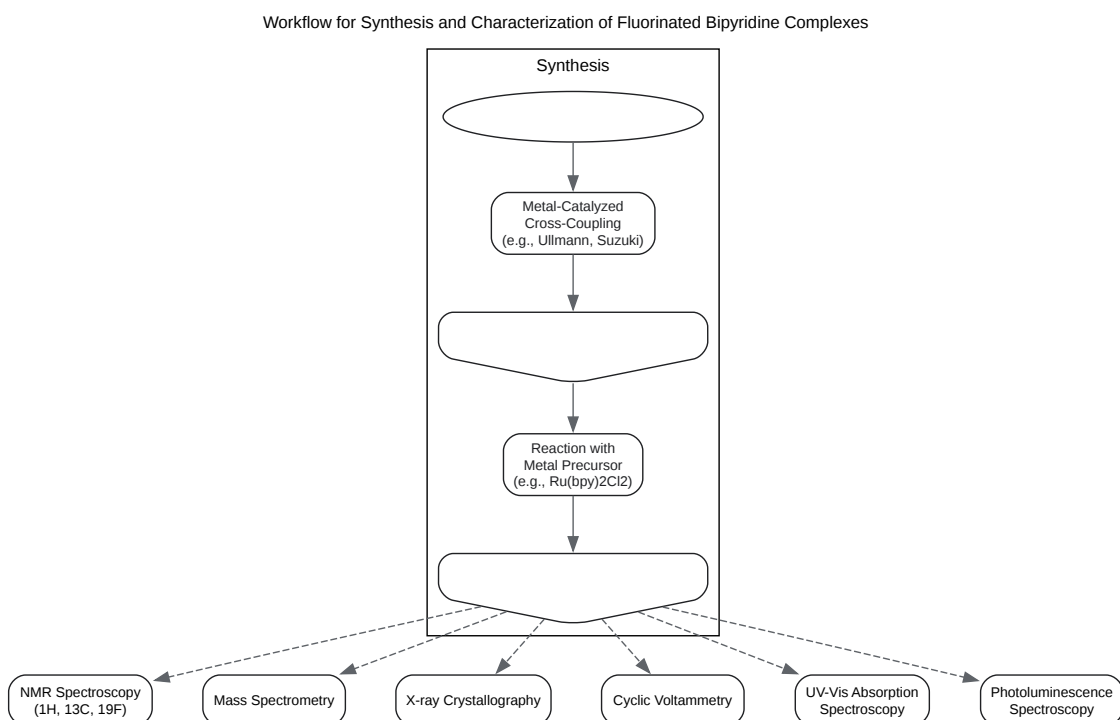 Workflow for Synthesis and Characterization of Fluorinated Bipyridine Complexes
Synthesis
Metal-Catalyzed
Cross-Coupling
(e.g., Ullmann, Suzuki)
Reaction with
Metal Precursor
(e.g., Ru(bpy)2Cl2)
NMR Spectroscopy
(1H, 13C, 19F)
Mass Spectrometry
X-ray Crystallography
Cyclic Voltammetry
UV-Vis Absorption
Spectroscopy
Photoluminescence
Spectroscopy